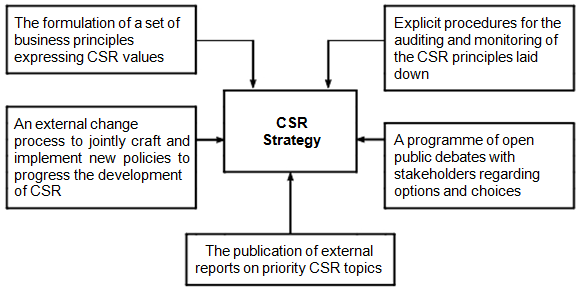 The formulation of a set of
business principles
expressing CSR values
Explicit procedures for the
auditing and monitoring of
the CSR principles laid
down
CSR
Strategy
An external change
process to jointly craft and
implement new policies to
progress the development
of CSR
A programme of open
public debates with
stakeholders regarding
options and choices
The publication of external
reports on priority CSR topics